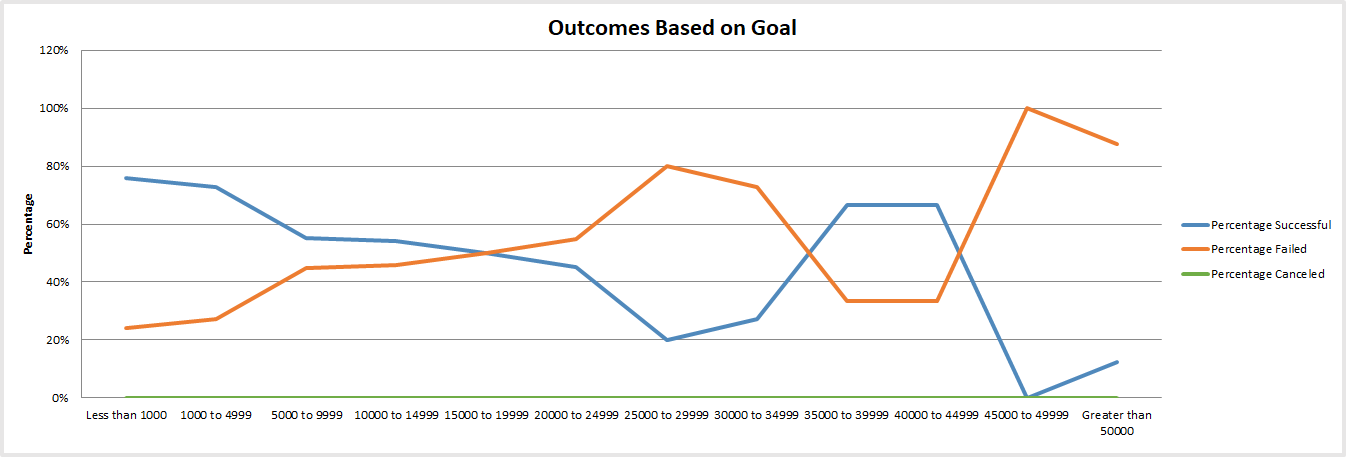 Outcomes Based on Goal
120%
100%
80%
60%
40%
20%
0%
Percentage
Less than 1000 1000 to 4999 5000 to 9999 10000 to 14999 15000 to 19999 20000 to 24999 25000 to 29999 30000 to 34999 35000 to 39999 40000 to 44999 45000 to 49999 Greater than
50000
Percentage Successful
Percentage Failed
Percentage Canceled